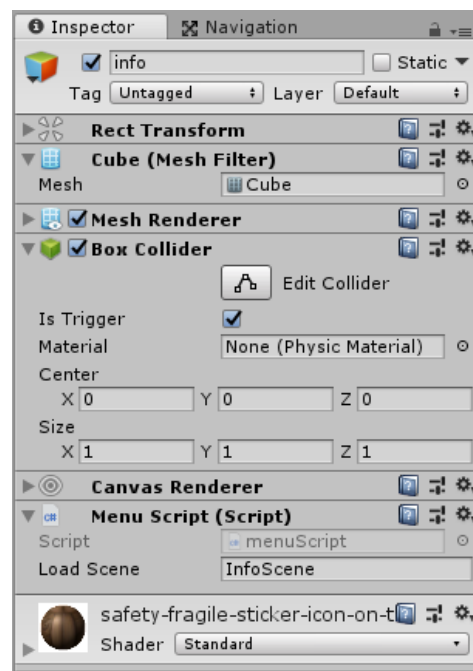 Inspector Navigation
info Static
Tag Untagged Layer Default
Rect Transform
Cube (Mesh Filter)
Mesh Cube
Mesh Renderer
Box Collider
Edit Collider
Is Trigger
Material None (Physic Material)
Center
X 0 Y 0 Z 0
Size
X 1 Y 1 Z 1
Canvas Renderer
C# Menu Script (Script)
Script menuScript
Load Scene InfoScene
safety-fragile-sticker-icon-on-t
Shader Standard